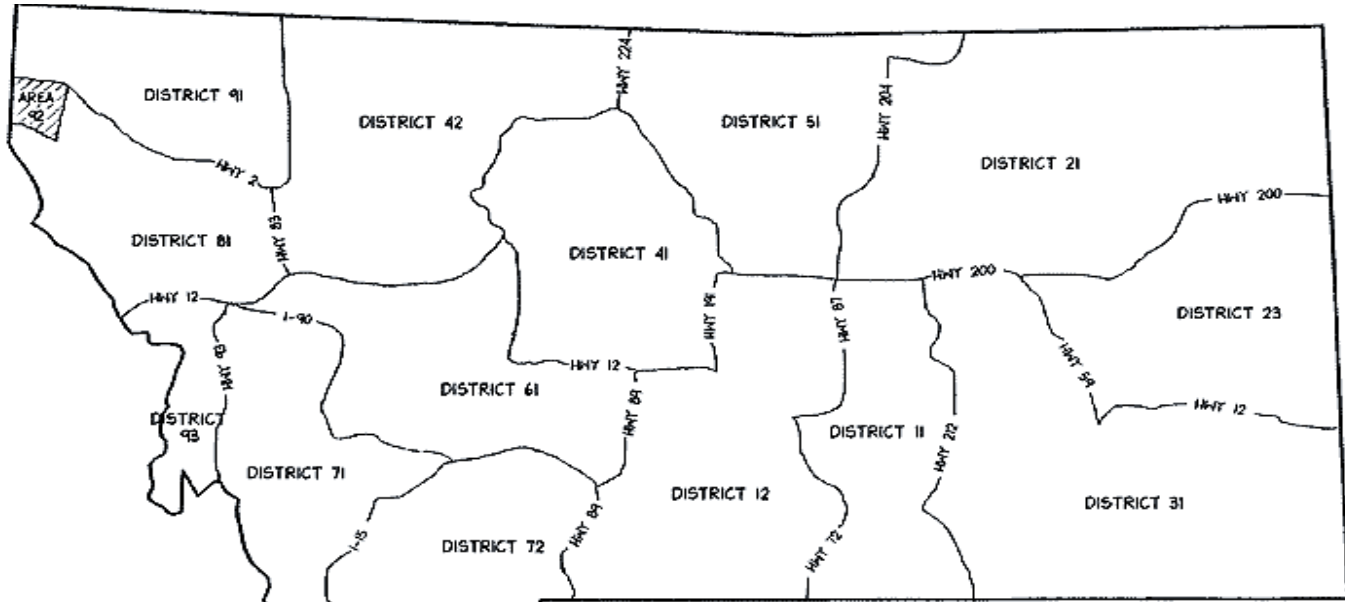 HWY 224
AREA
92
DISTRICT 91
DISTRICT 42
DISTRICT 51
HWY 204
DISTRICT 21
HWY 2
HWY 200
DISTRICT 81
HWY 83
DISTRICT 41
HWY 200
HWY 12
I-90
HWY 191
HWY 87
DISTRICT 23
HWY 93
HWY 12
HWY 59
DISTRICT 61
HWY 89
HWY 12
DISTRICT
93
DISTRICT 11
HWY 212
DISTRICT 71
DISTRICT 12
DISTRICT 31
I-15
DISTRICT 72
HWY 89
HWY 72